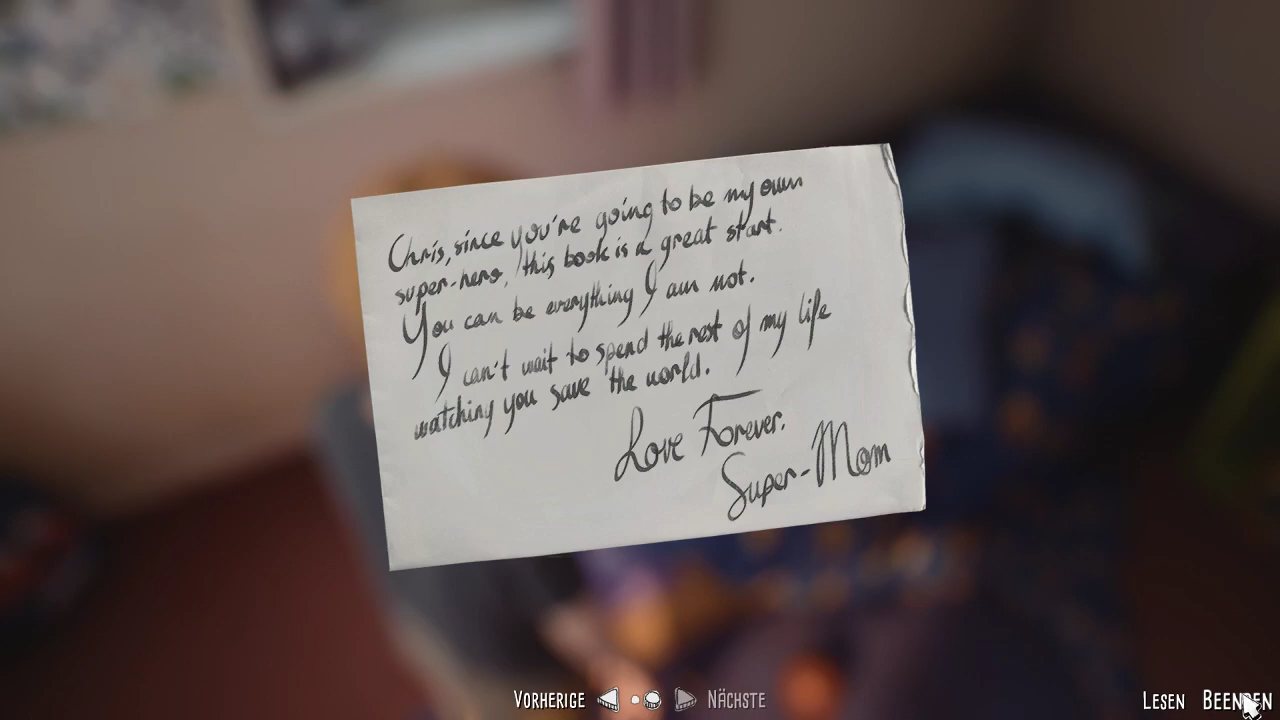 Chris, since you're going to be my own
super-hero, this book is a great start.
You can be everything I am not.
I can't wait to spend the rest of my life
watching you save the world.
Love Forever.
Super-Mom
VORHERIGE NÄCHSTE
LESEN BEENDEN